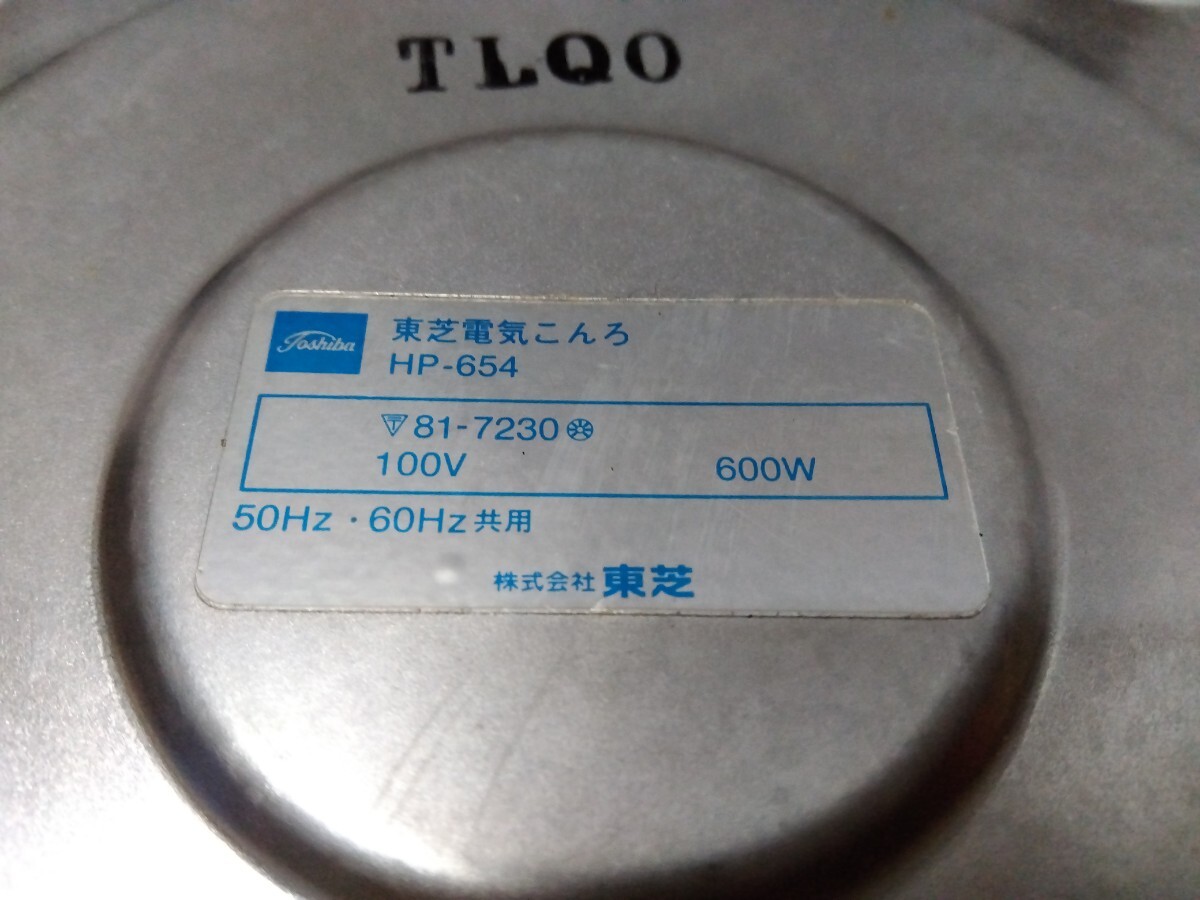 TLQO
Toshiba
東芝電気こんろ
HP-654
〒81-7230
100V 600W
50Hz・60Hz共用
株式会社 東芝